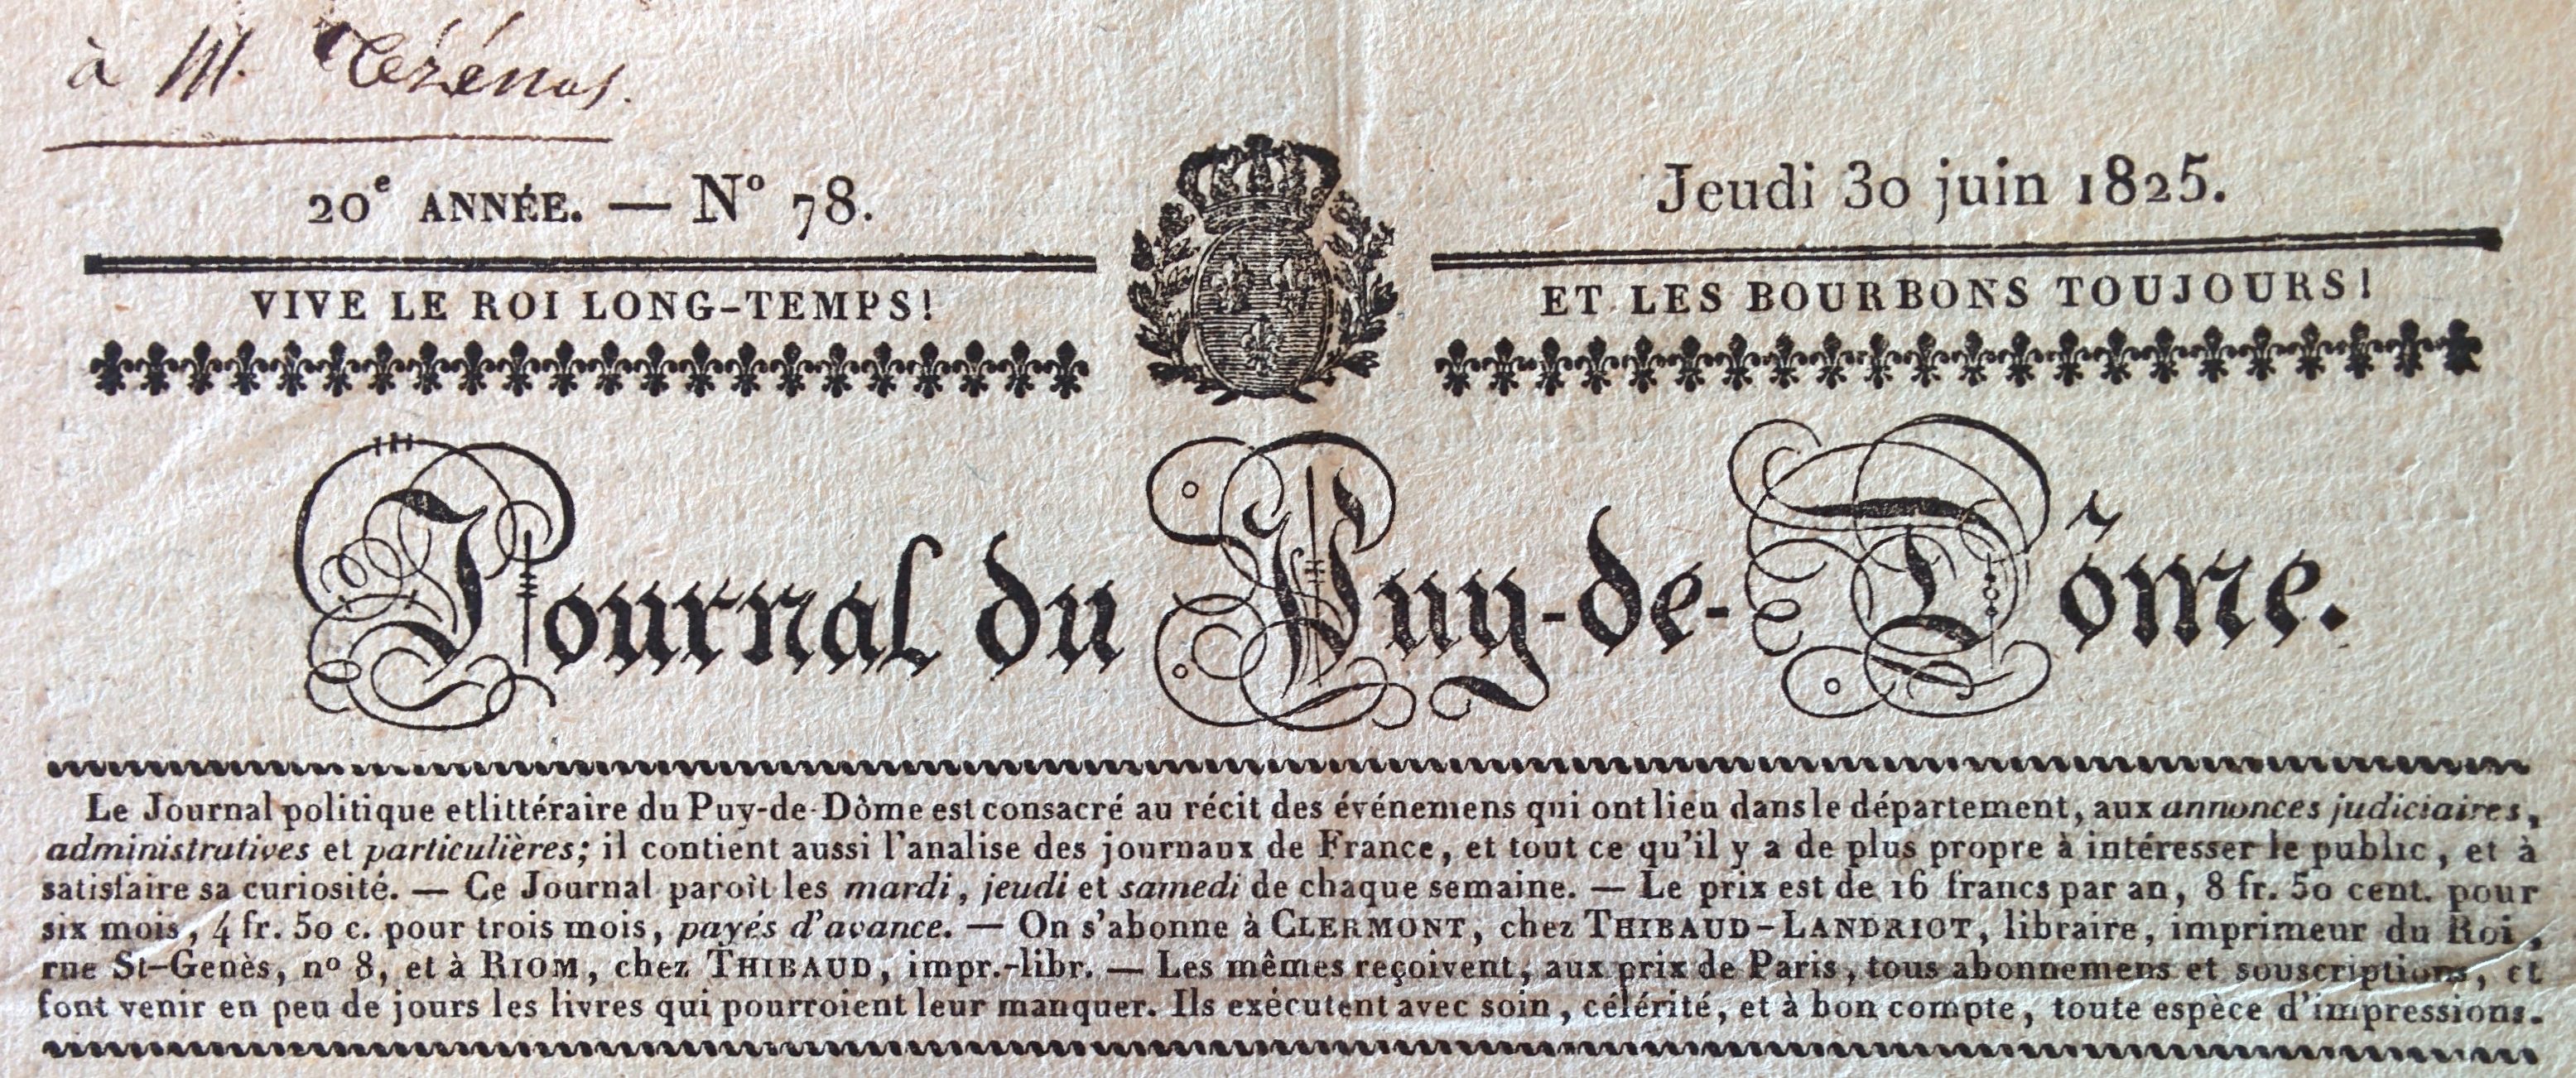 à M. Tézénas.
20e ANNÉE. — No 78.
Jeudi 30 juin 1825.
VIVE LE ROI LONG-TEMPS!
ET LES BOURBONS TOUJOURS!
Journal du Puy-de-Dôme.
Le Journal politique et littéraire du Puy-de-Dôme est consacré au récit des événemens qui ont lieu dans le département, aux annonces judiciaires,
administratives et particulières; il contient aussi l'analise des journaux de France, et tout ce qu'il y a de plus propre à intéresser le public, et à
satisfaire sa curiosité. — Ce Journal paroît les mardi, jeudi et samedi de chaque semaine. — Le prix est de 16 francs par an, 8 fr. 50 cent. pour
six mois, 4 fr. 50 c. pour trois mois, payés d'avance. — On s'abonne à CLERMONT, chez THIBAUD-LANDRIOT, libraire, imprimeur du Roi,
rue St-Genès, no 8, et à RIOM, chez THIBAUD, impr.-libr. — Les mêmes reçoivent, aux prix de Paris, tous abonnemens et souscriptions, et
font venir en peu de jours les livres qui pourroient leur manquer. Ils exécutent avec soin, célérité, et à bon compte, toute espèce d'impressions.